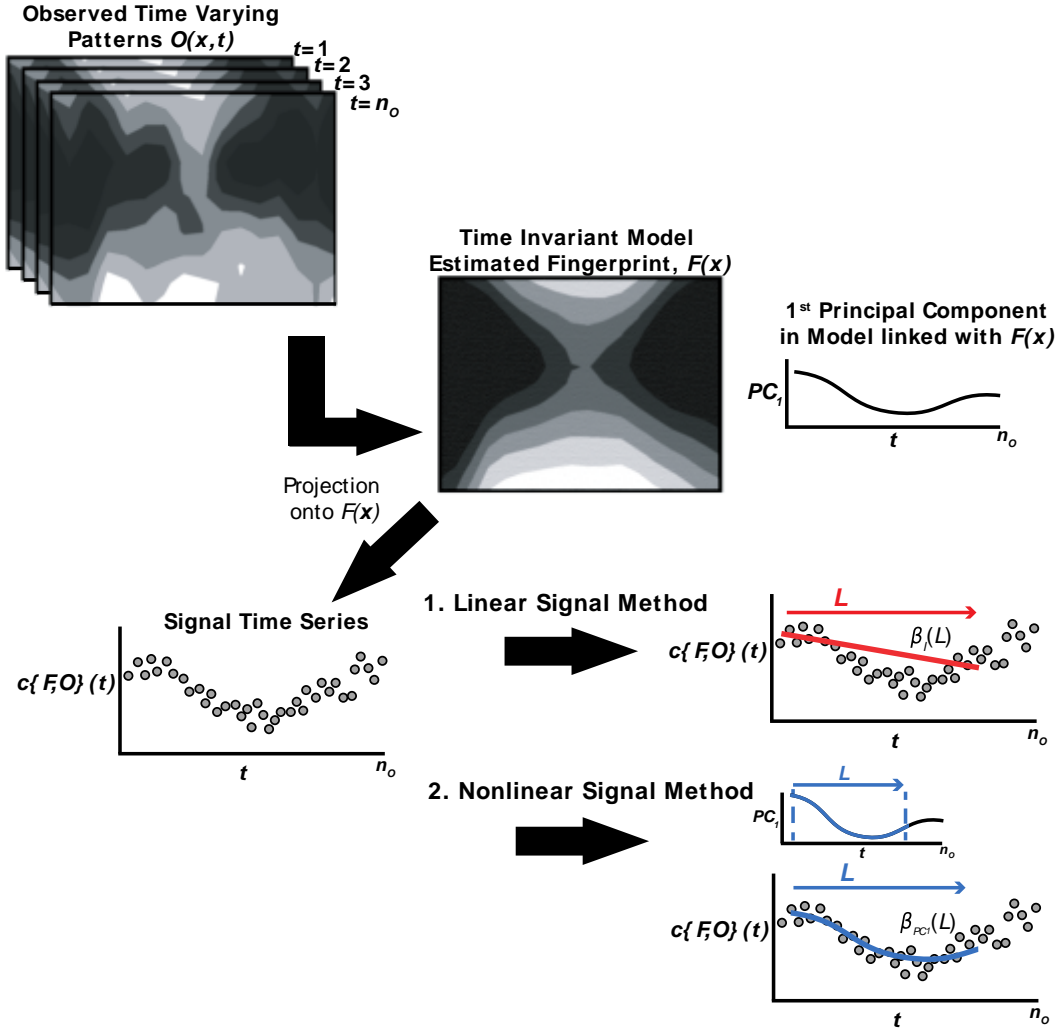 Observed Time Varying
Patterns O(x,t)
t=1
t=2
t=3
t= nₒ
Time Invariant Model
Estimated Fingerprint, F(x)
1st Principal Component
in Model linked with F(x)
PC₁
t
nₒ
Projection
onto F(x)
Signal Time Series
c{ F,O} (t)
t
nₒ
1. Linear Signal Method
L
βₗ(L)
c{ F,O} (t)
t
nₒ
2. Nonlinear Signal Method
L
PC₁
t
nₒ
L
β_PC1(L)
c{ F,O} (t)
t
nₒ